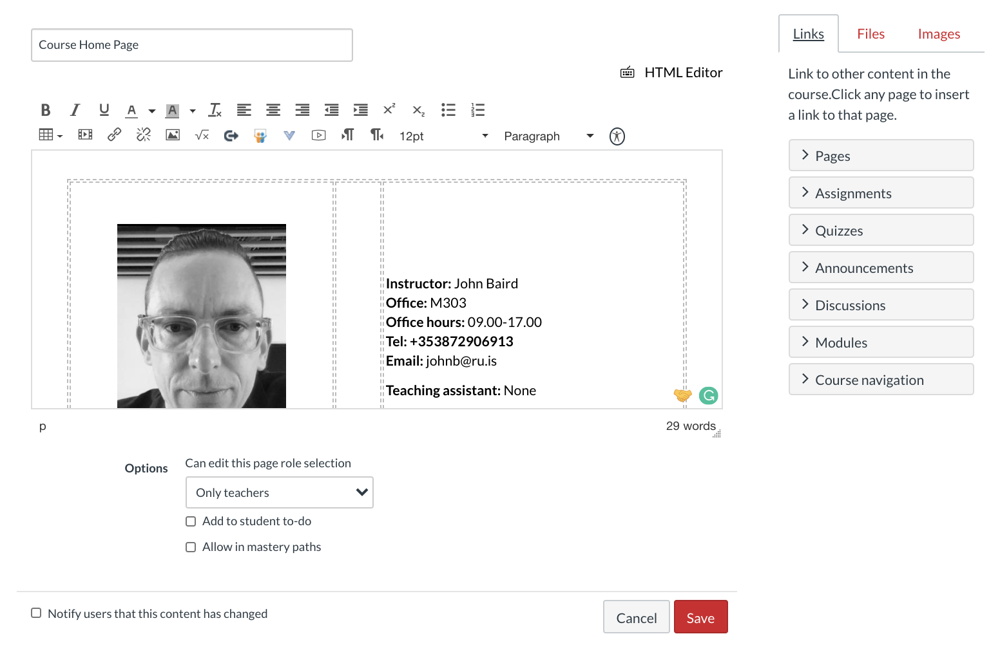 Course Home Page
Links
Files
Images
HTML Editor
Link to other content in the
course.Click any page to insert
a link to that page.
12pt
Paragraph
Pages
Assignments
Quizzes
Announcements
Discussions
Modules
Course navigation
Instructor: John Baird
Office: M303
Office hours: 09.00-17.00
Tel: +353872906913
Email: johnb@ru.is
Teaching assistant: None
p
29 words
Options
Can edit this page role selection
Only teachers
Add to student to-do
Allow in mastery paths
Notify users that this content has changed
Cancel
Save